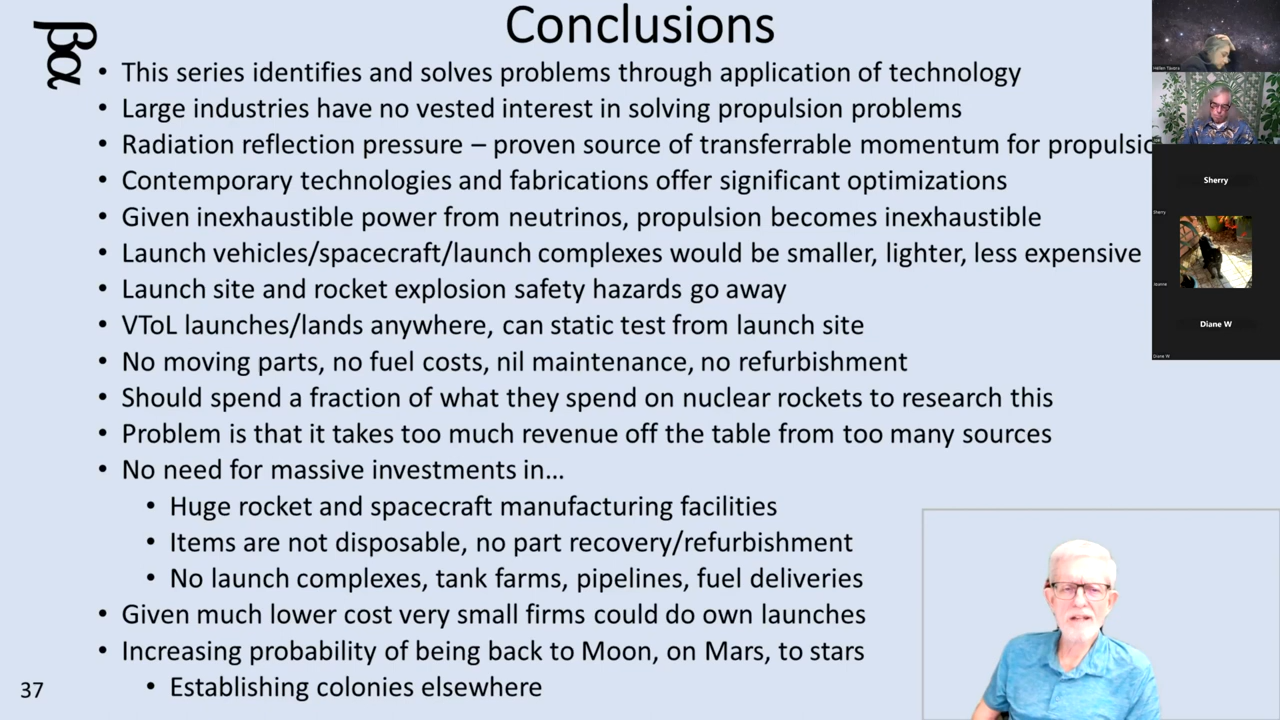 Conclusions
βα
• This series identifies and solves problems through application of technology
• Large industries have no vested interest in solving propulsion problems
• Radiation reflection pressure – proven source of transferrable momentum for propulsio
• Contemporary technologies and fabrications offer significant optimizations
• Given inexhaustible power from neutrinos, propulsion becomes inexhaustible
• Launch vehicles/spacecraft/launch complexes would be smaller, lighter, less expensive
• Launch site and rocket explosion safety hazards go away
• VToL launches/lands anywhere, can static test from launch site
• No moving parts, no fuel costs, nil maintenance, no refurbishment
• Should spend a fraction of what they spend on nuclear rockets to research this
• Problem is that it takes too much revenue off the table from too many sources
• No need for massive investments in…
• Huge rocket and spacecraft manufacturing facilities
• Items are not disposable, no part recovery/refurbishment
• No launch complexes, tank farms, pipelines, fuel deliveries
• Given much lower cost very small firms could do own launches
• Increasing probability of being back to Moon, on Mars, to stars
• Establishing colonies elsewhere
37
Sherry
Sherry
Diane W
Diane W